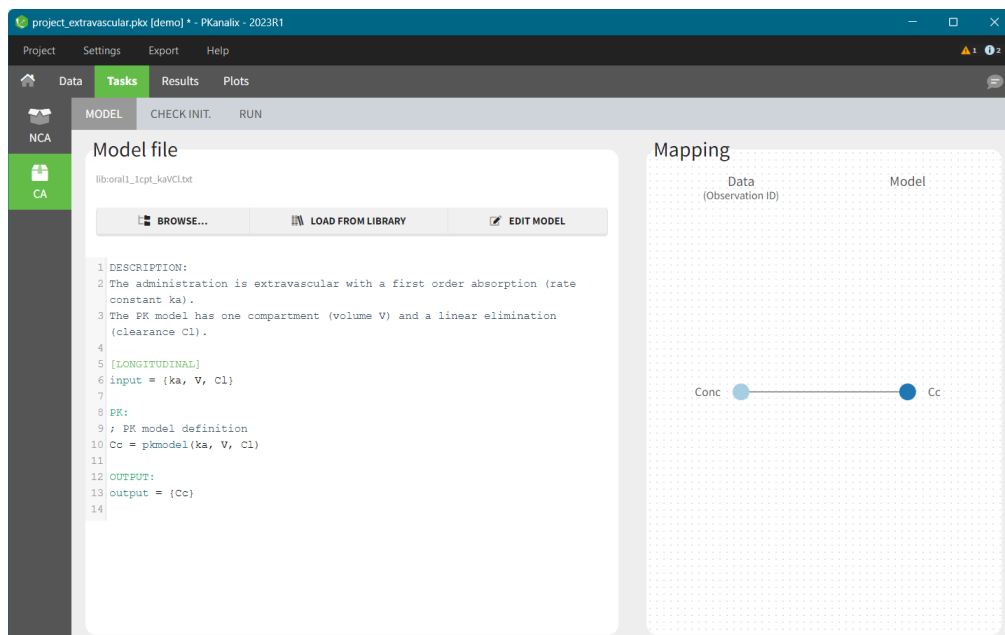 project_extravascular.pkx [demo] * - PKanalix - 2023R1
Project Settings Export Help
1 2
Data Tasks Results Plots
NCA
CA
MODEL CHECK INIT. RUN
Model file
lib:oral1_1cpt_kaVCl.txt
BROWSE... LOAD FROM LIBRARY EDIT MODEL
1 DESCRIPTION:
2 The administration is extravascular with a first order absorption (rate
constant ka).
3 The PK model has one compartment (volume V) and a linear elimination
(clearance Cl).
4
5 [LONGITUDINAL]
6 input = {ka, V, Cl}
7
8 PK:
9 ; PK model definition
10 Cc = pkmodel(ka, V, Cl)
11
12 OUTPUT:
13 output = {Cc}
14
Mapping
Data Model
(Observation ID)
Conc Cc